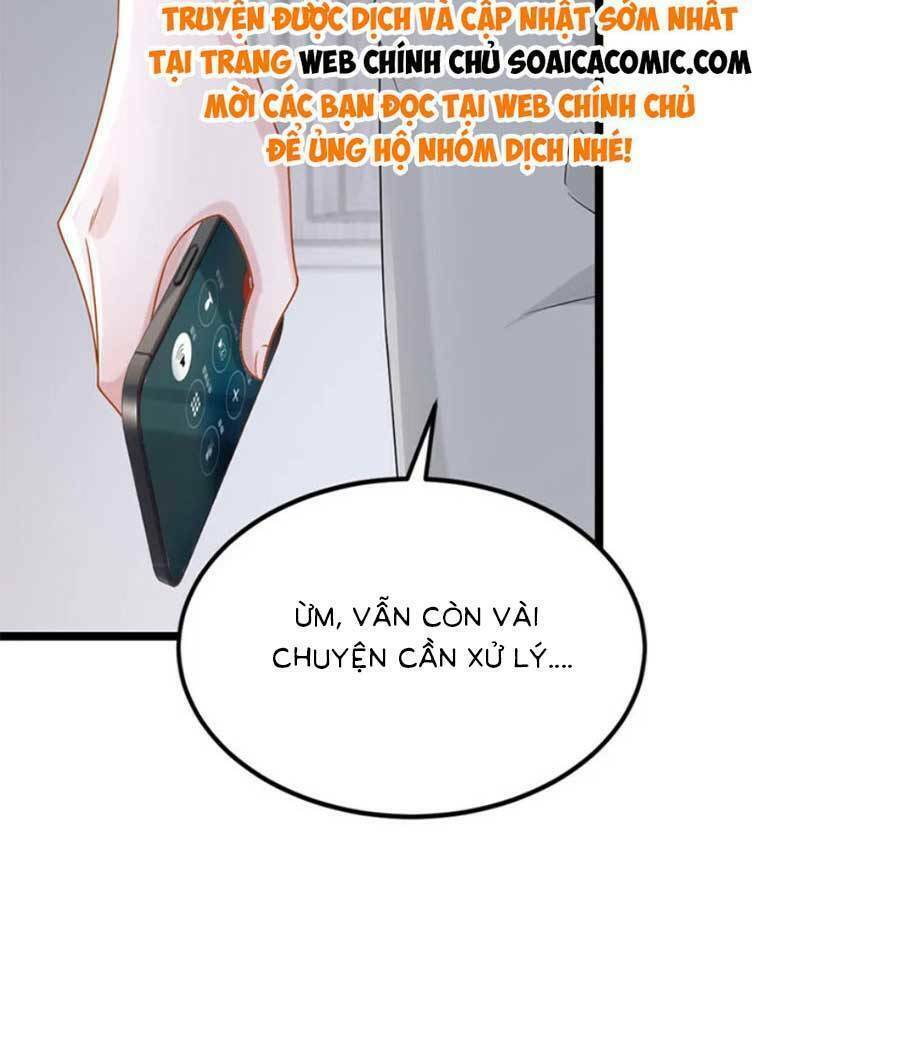 TRUYỆN ĐƯỢC DỊCH VÀ CẬP NHẬT SỚM NHẤT
TẠI TRANG WEB CHÍNH CHỦ SOAICACOMIC.COM
MỜI CÁC BẠN ĐỌC TẠI WEB CHÍNH CHỦ
ĐỂ ỦNG HỘ NHÓM DỊCH NHÉ!
ỪM, VẪN CÒN VÀI
CHUYỆN CẦN XỬ LÝ....